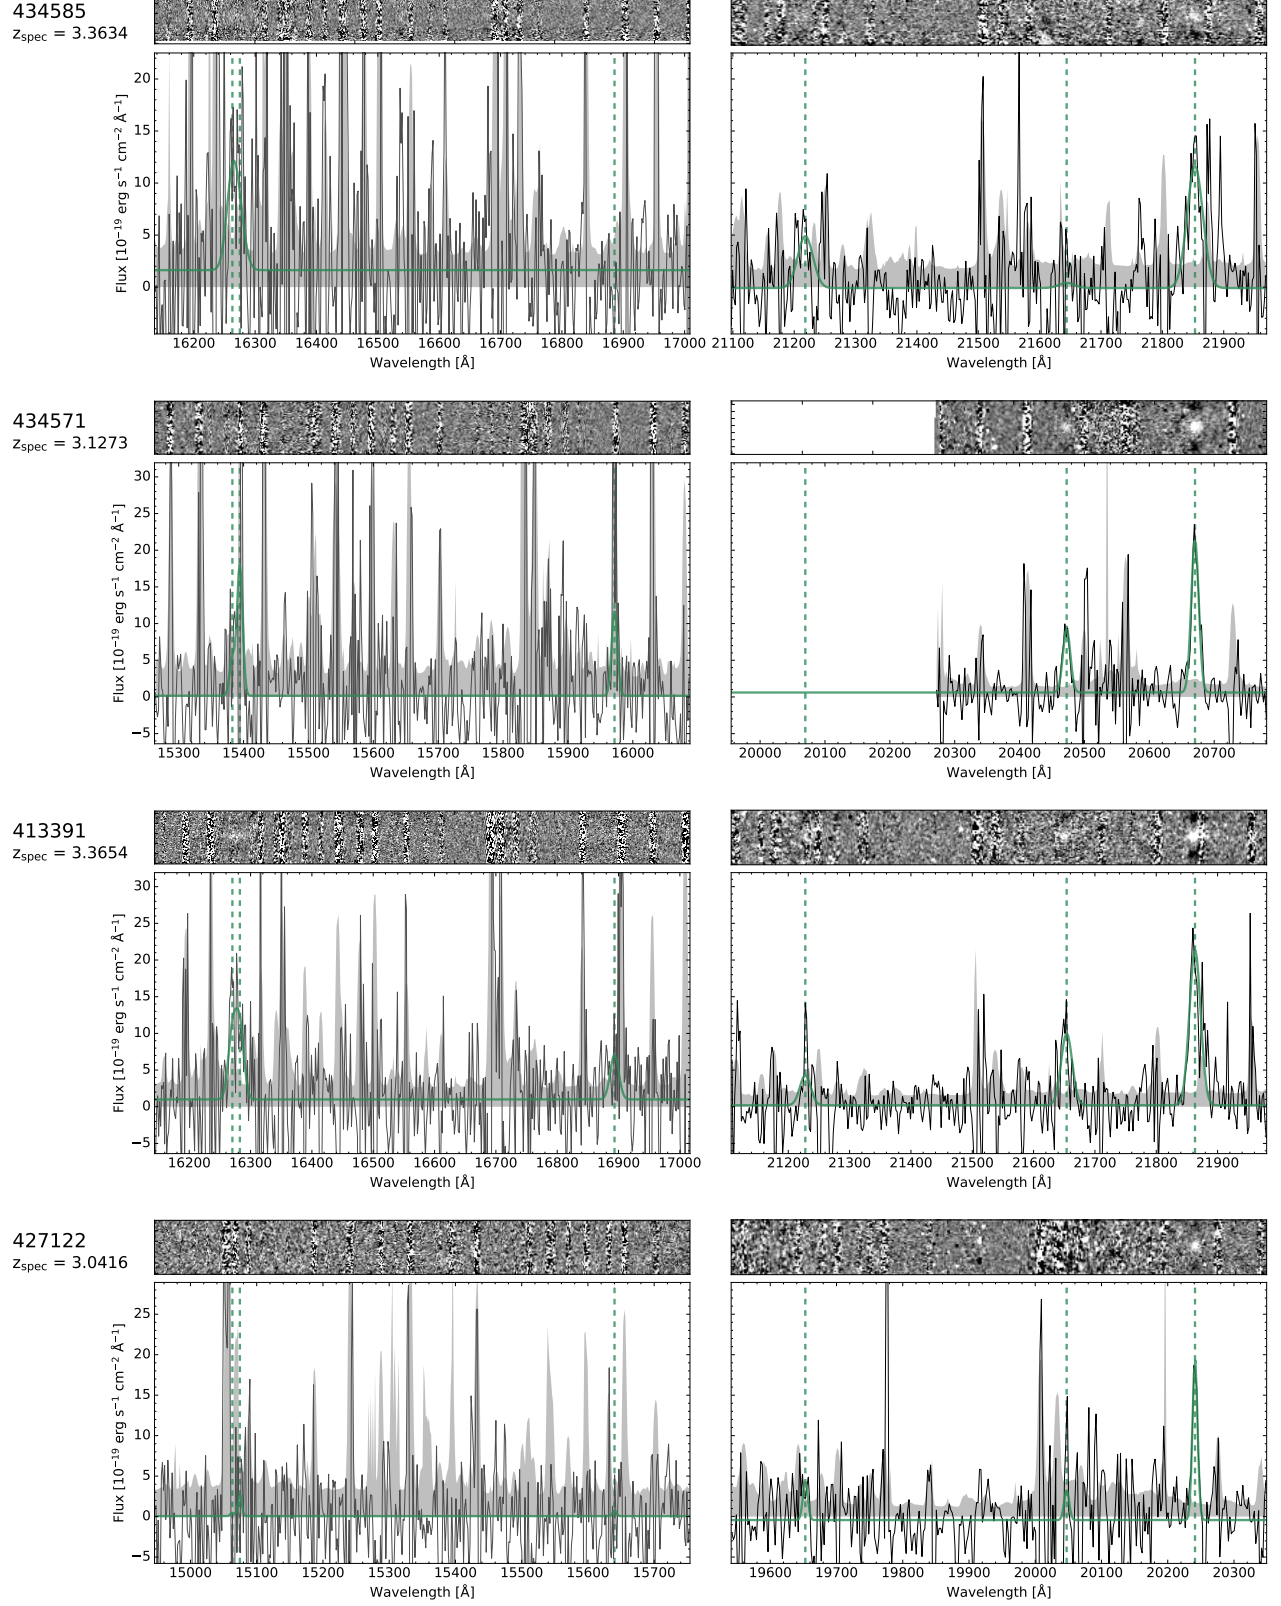 434585
z_spec = 3.3634
20
15
10
5
0
Flux [10⁻¹⁹ erg s⁻¹ cm⁻² Å⁻¹]
16200 16300 16400 16500 16600 16700 16800 16900 17000
Wavelength [Å]
21100 21200 21300 21400 21500 21600 21700 21800 21900
Wavelength [Å]
434571
z_spec = 3.1273
30
25
20
15
10
5
0
−5
Flux [10⁻¹⁹ erg s⁻¹ cm⁻² Å⁻¹]
15300 15400 15500 15600 15700 15800 15900 16000
Wavelength [Å]
20000 20100 20200 20300 20400 20500 20600 20700
Wavelength [Å]
413391
z_spec = 3.3654
30
25
20
15
10
5
0
−5
Flux [10⁻¹⁹ erg s⁻¹ cm⁻² Å⁻¹]
16200 16300 16400 16500 16600 16700 16800 16900 17000
Wavelength [Å]
21200 21300 21400 21500 21600 21700 21800 21900
Wavelength [Å]
427122
z_spec = 3.0416
25
20
15
10
5
0
−5
Flux [10⁻¹⁹ erg s⁻¹ cm⁻² Å⁻¹]
15000 15100 15200 15300 15400 15500 15600 15700
Wavelength [Å]
19600 19700 19800 19900 20000 20100 20200 20300
Wavelength [Å]